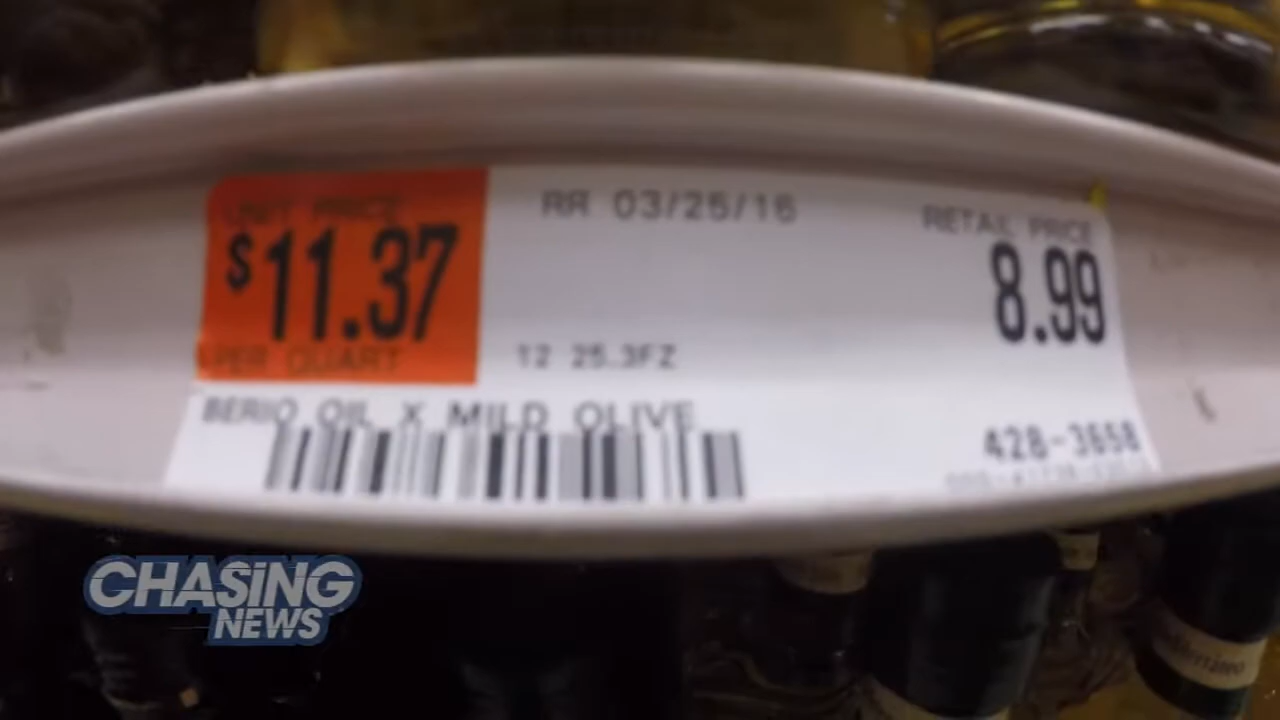 UNIT PRICE
$11.37
PER QUART
RR 03/25/16
12 25.3FZ
RETAIL PRICE
8.99
BERIO OIL X MILD OLIVE
428-3658
CHASiNG
NEWS